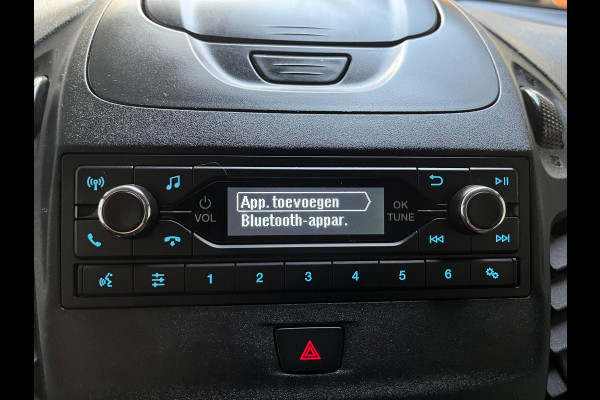 App. toevoegen
Bluetooth-appar.
VOL
OK
TUNE
1 2 3 4 5 6